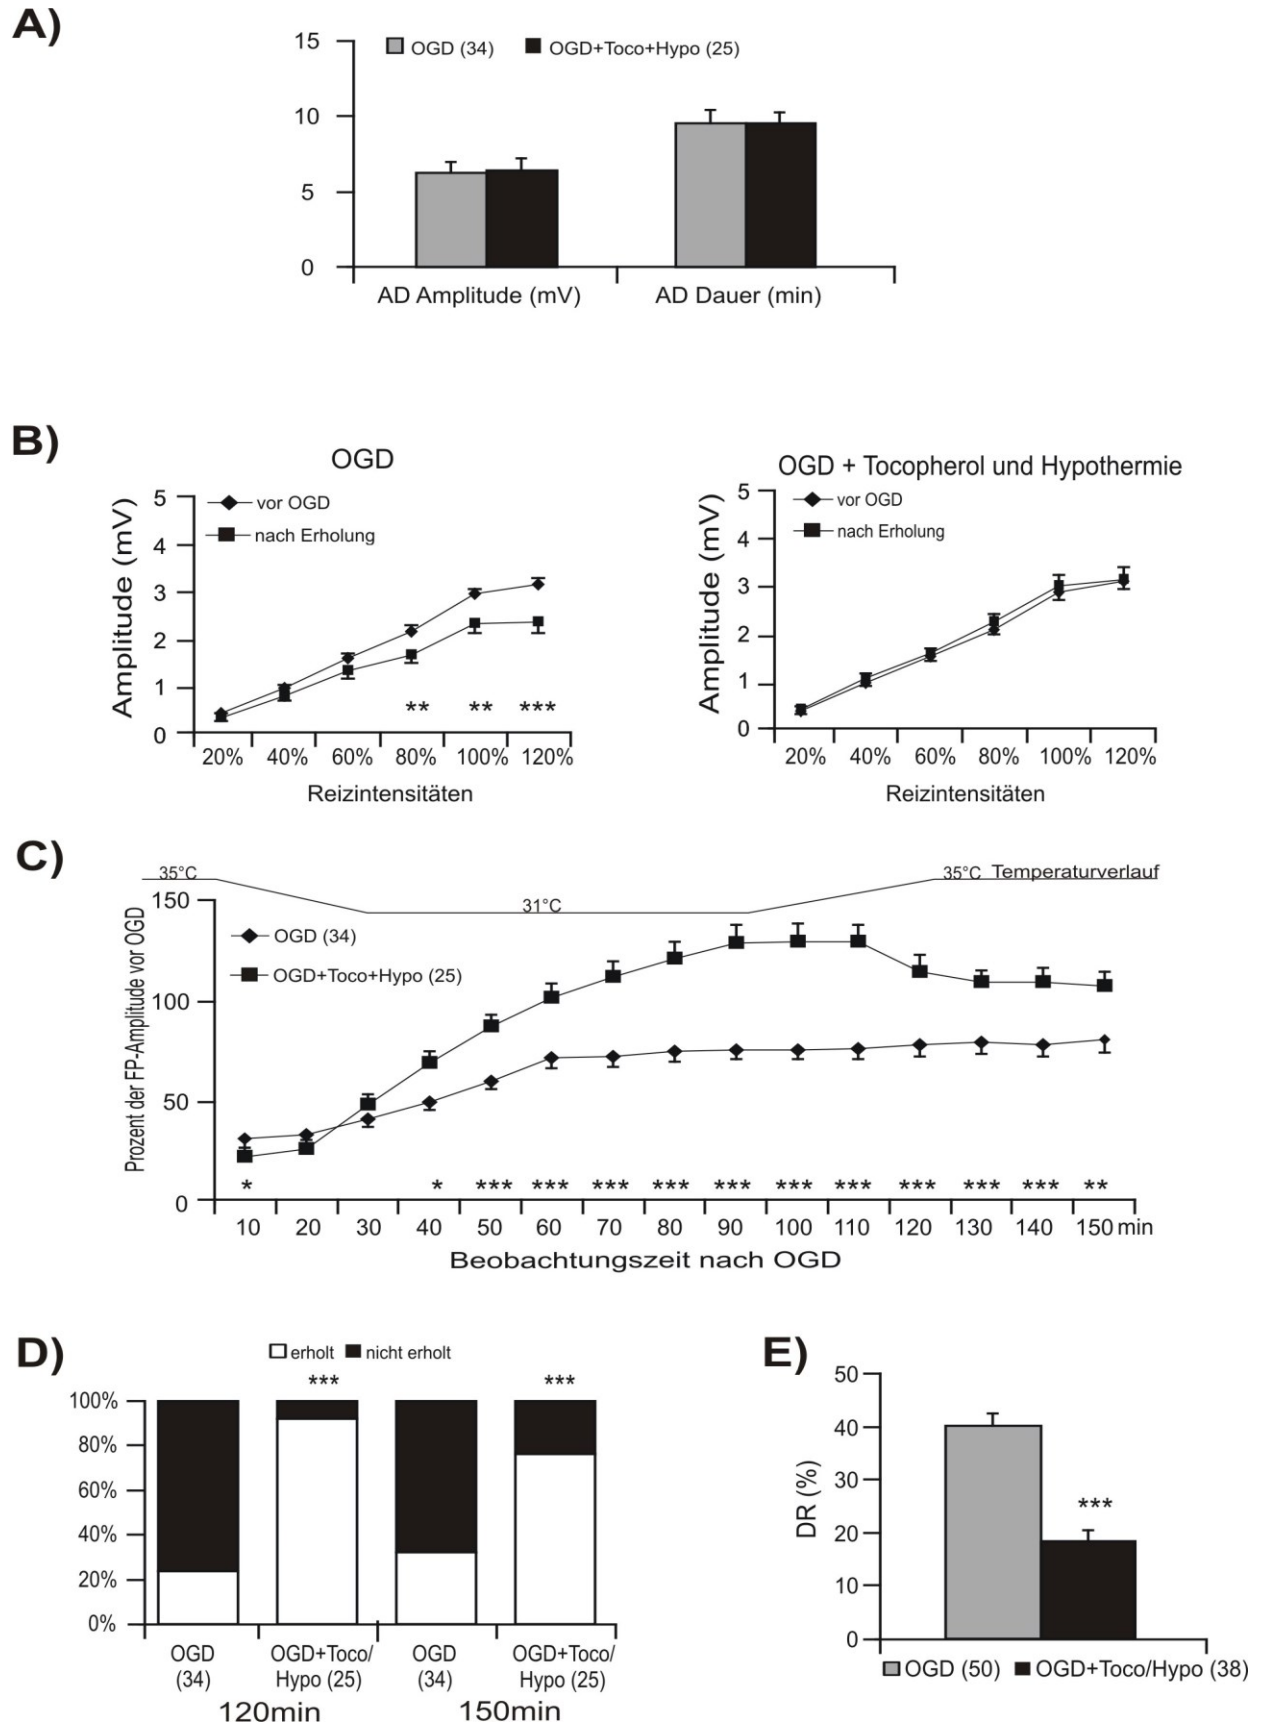 A)
15
10
5
0
OGD (34)
OGD+Toco+Hypo (25)
AD Amplitude (mV)
AD Dauer (min)
B)
OGD
Amplitude (mV)
5
4
3
2
1
0
vor OGD
nach Erholung
** ** ***
20% 40% 60% 80% 100% 120%
Reizintensitäten
OGD + Tocopherol und Hypothermie
Amplitude (mV)
5
4
3
2
1
0
vor OGD
nach Erholung
20% 40% 60% 80% 100% 120%
Reizintensitäten
C)
35°C
31°C
35°C Temperaturverlauf
Prozent der FP-Amplitude vor OGD
150
100
50
0
OGD (34)
OGD+Toco+Hypo (25)
* * *** *** *** *** *** *** *** *** *** *** **
10 20 30 40 50 60 70 80 90 100 110 120 130 140 150 min
Beobachtungszeit nach OGD
D)
erholt nicht erholt
*** ***
100%
80%
60%
40%
20%
0%
OGD
(34)
OGD+Toco/
Hypo (25)
OGD
(34)
OGD+Toco/
Hypo (25)
120min
150min
E)
DR (%)
50
40
30
20
10
0
***
OGD (50)
OGD+Toco/Hypo (38)